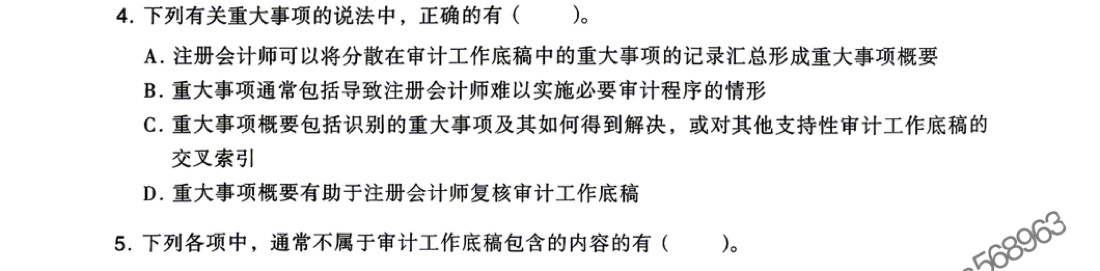 4. 下列有关重大事项的说法中，正确的有（　　）。
A. 注册会计师可以将分散在审计工作底稿中的重大事项的记录汇总形成重大事项概要
B. 重大事项通常包括导致注册会计师难以实施必要审计程序的情形
C. 重大事项概要包括识别的重大事项及其如何得到解决，或对其他支持性审计工作底稿的
交叉索引
D. 重大事项概要有助于注册会计师复核审计工作底稿
5. 下列各项中，通常不属于审计工作底稿包含的内容的有（　　）。
568963